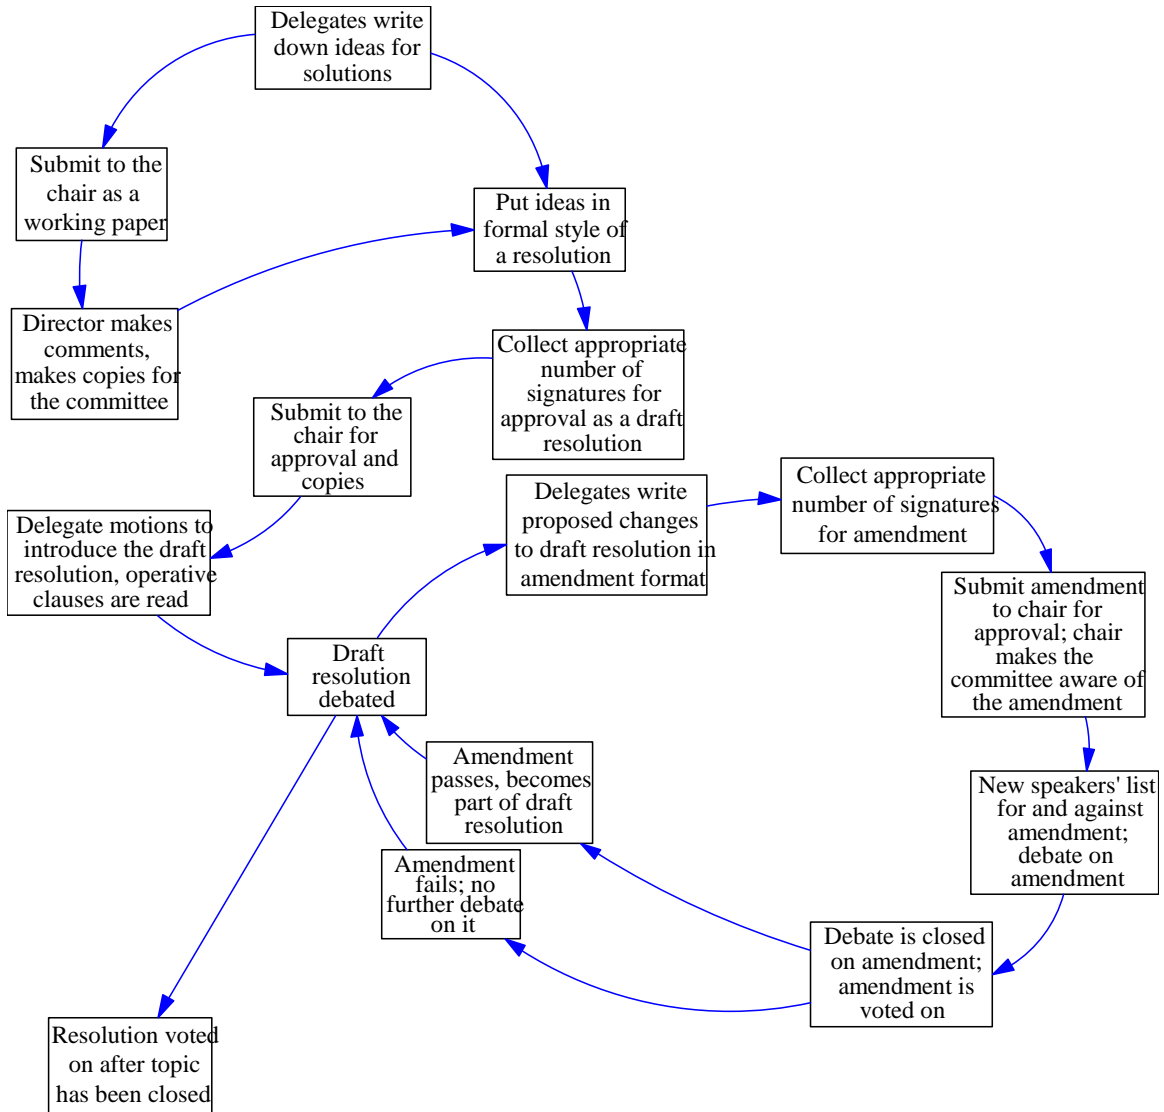 Delegates write
down ideas for
solutions
Submit to the
chair as a
working paper
Put ideas in
formal style of
a resolution
Director makes
comments,
makes copies for
the committee
Collect appropriate
number of
signatures for
approval as a draft
resolution
Submit to the
chair for
approval and
copies
Collect appropriate
number of signatures
for amendment
Delegates write
proposed changes
to draft resolution in
amendment format
Delegate motions to
introduce the draft
resolution, operative
clauses are read
Submit amendment
to chair for
approval; chair
makes the
committee aware of
the amendment
Draft
resolution
debated
Amendment
passes, becomes
part of draft
resolution
New speakers' list
for and against
amendment;
debate on
amendment
Amendment
fails; no
further debate
on it
Debate is closed
on amendment;
amendment is
voted on
Resolution voted
on after topic
has been closed